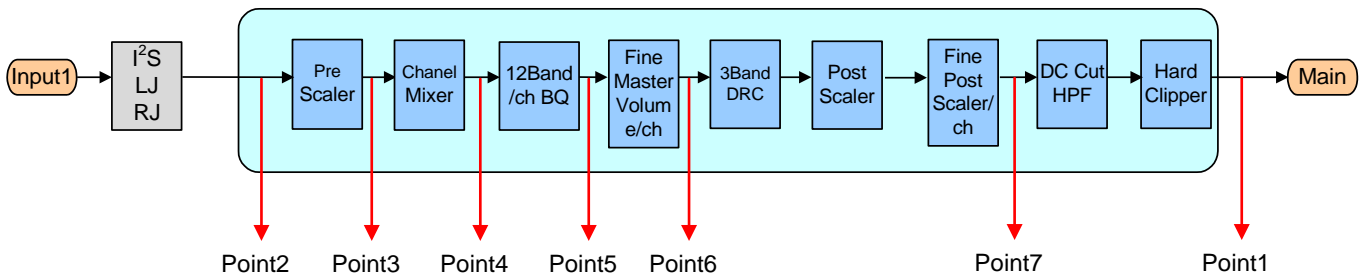 Input1
I²S
LJ
RJ
Pre
Scaler
Chanel
Mixer
12Band
/ch BQ
Fine
Master
Volum
e/ch
3Band
DRC
Post
Scaler
Fine
Post
Scaler/
ch
DC Cut
HPF
Hard
Clipper
Main
Point2
Point3
Point4
Point5
Point6
Point7
Point1